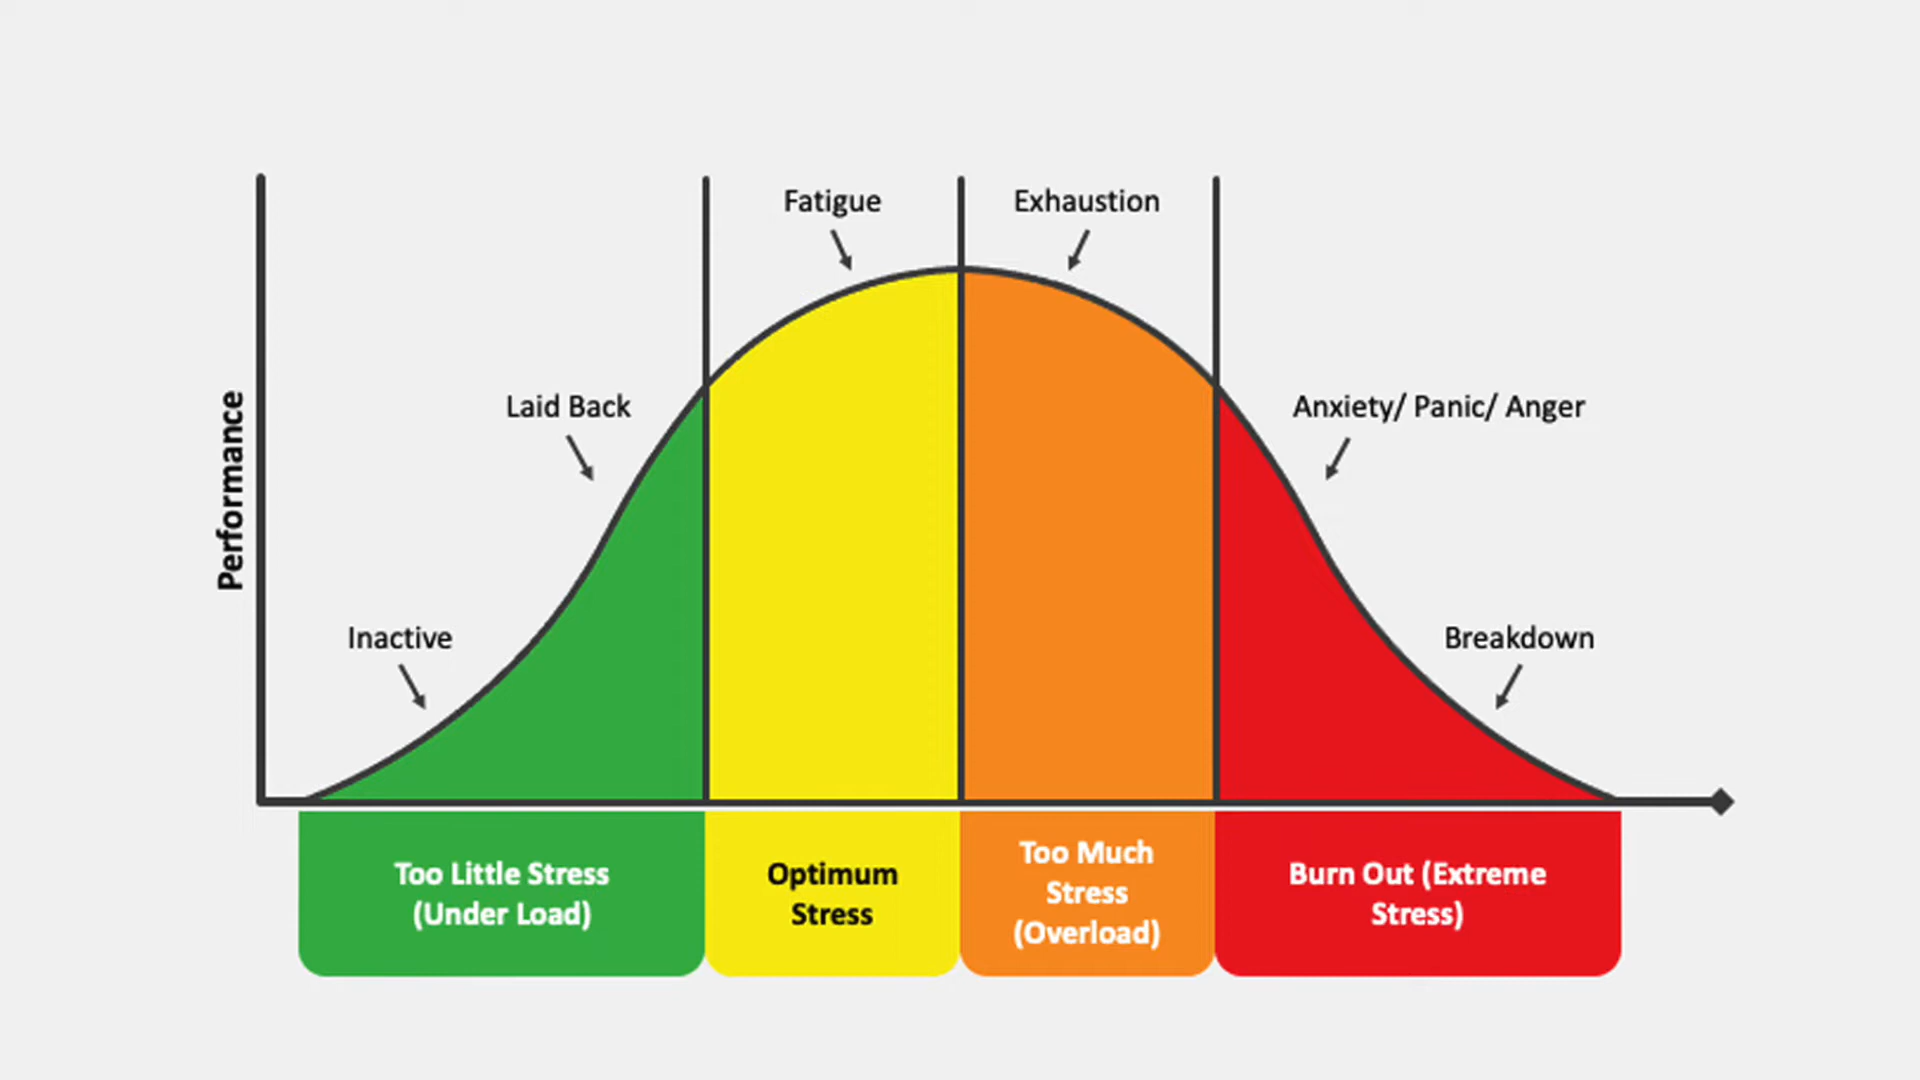 Fatigue
Exhaustion
Laid Back
Anxiety/ Panic/ Anger
Performance
Inactive
Breakdown
Too Little Stress
(Under Load)
Optimum
Stress
Too Much
Stress
(Overload)
Burn Out (Extreme
Stress)